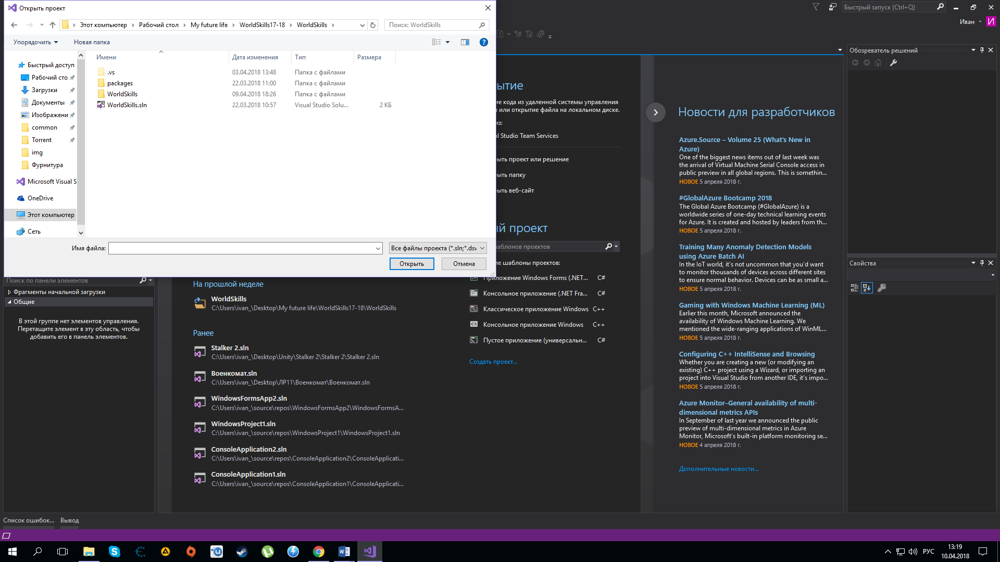 Открыть проект
Этот компьютер
Рабочий стол
My future life
WorldSkills17-18
WorldSkills
Поиск: WorldSkills
Упорядочить
Новая папка
Имени
Дата изменения
Тип
Размера
Быстрый доступ
Рабочий сто.
Загрузки
Документы
Изображени
common
Torrent
img
Фурнитура
Microsoft Visual S
OneDrive
Этот компьютер
Сеть
.vs
03.04.2018 13:48
Папка с файлами
packages
22.03.2018 11:00
Папка с файлами
WorldSkills
09.04.2018 18:26
Папка с файлами
WorldSkills.sln
22.03.2018 10:57
Visual Studio Solu...
2 КБ
Имя файла:
Все файлы проекта (*.sln;*.dsv
Открыть
Отмена
Быстрый запуск (Ctrl+Q)
Иван
И
Поиск по панели элементов
Фрагменты начальной загрузки
Общие
В этой группе нет элементов управления.
Перетащите элемент в эту область, чтобы
добавить его в панель элементов.
На прошлой неделе
WorldSkills
C:\Users\ivan_\Desktop\My future life\WorldSkills17-18\WorldSkills
Ранее
Stalker 2.sln
C:\Users\ivan_\Desktop\Unity\Stalker 2\Stalker 2\Stalker 2.sln
Военкомат.sln
C:\Users\ivan_\Desktop\ЛР11\Военкомат\Военкомат.sln
WindowsFormsApp2.sln
C:\Users\ivan_\source\repos\WindowsFormsApp2\WindowsFormsA...
WindowsProject1.sln
C:\Users\ivan_\source\repos\WindowsProject1\WindowsProject1.sln
ConsoleApplication2.sln
C:\Users\ivan_\source\repos\ConsoleApplication2\ConsoleApplicati...
ConsoleApplication1.sln
C:\Users\ivan_\source\repos\ConsoleApplication1\ConsoleApplicati...
ытие
ие кода из удаленной системы управления
или открытие файла на локальном диске.
из:
l Studio Team Services
ыть проект или решение
ыть папку
ыть веб-сайт
ый проект
аблонов проектов
ие шаблоны проектов:
Приложение Windows Forms (.NET... C#
Консольное приложение (.NET Fra... C#
Классическое приложение Windows C++
Консольное приложение Windows C++
Пустое приложение (универсальн... C#
Создать проект...
Новости для разработчиков
Azure.Source – Volume 25 (What's New in
Azure)
One of the biggest news items out of last week was
the arrival of Virtual Machine Serial Console access in
public preview in all global regions. This is somethin...
НОВОЕ 5 апреля 2018 г.
#GlobalAzure Bootcamp 2018
The Global Azure Bootcamp (#GlobalAzure) is a
worldwide series of one-day technical learning events
for Azure. It is created and hosted by leaders from th...
НОВОЕ 5 апреля 2018 г.
Training Many Anomaly Detection Models
using Azure Batch AI
In the IoT world, it's not uncommon that you'd want
to monitor thousands of devices across different sites
to ensure normal behavior. Devices can be as small a...
НОВОЕ 5 апреля 2018 г.
Gaming with Windows Machine Learning (ML)
Earlier this month, Microsoft announced the
availability of Windows Machine Learning. We
mentioned the wide-ranging applications of WinML...
НОВОЕ 5 апреля 2018 г.
Configuring C++ IntelliSense and Browsing
Whether you are creating a new (or modifying an
existing) C++ project using a Wizard, or importing an
project into Visual Studio from another IDE, it's impo...
НОВОЕ 5 апреля 2018 г.
Azure Monitor–General availability of multi-
dimensional metrics APIs
In September of last year we announced the public
preview of multi-dimensional metrics in Azure
Monitor, Microsoft's built-in platform monitoring se...
НОВОЕ 4 апреля 2018 г.
Дополнительные новости...
Обозреватель решений
Свойства
Список ошибок...
Вывод
РУС
13:19
10.04.2018